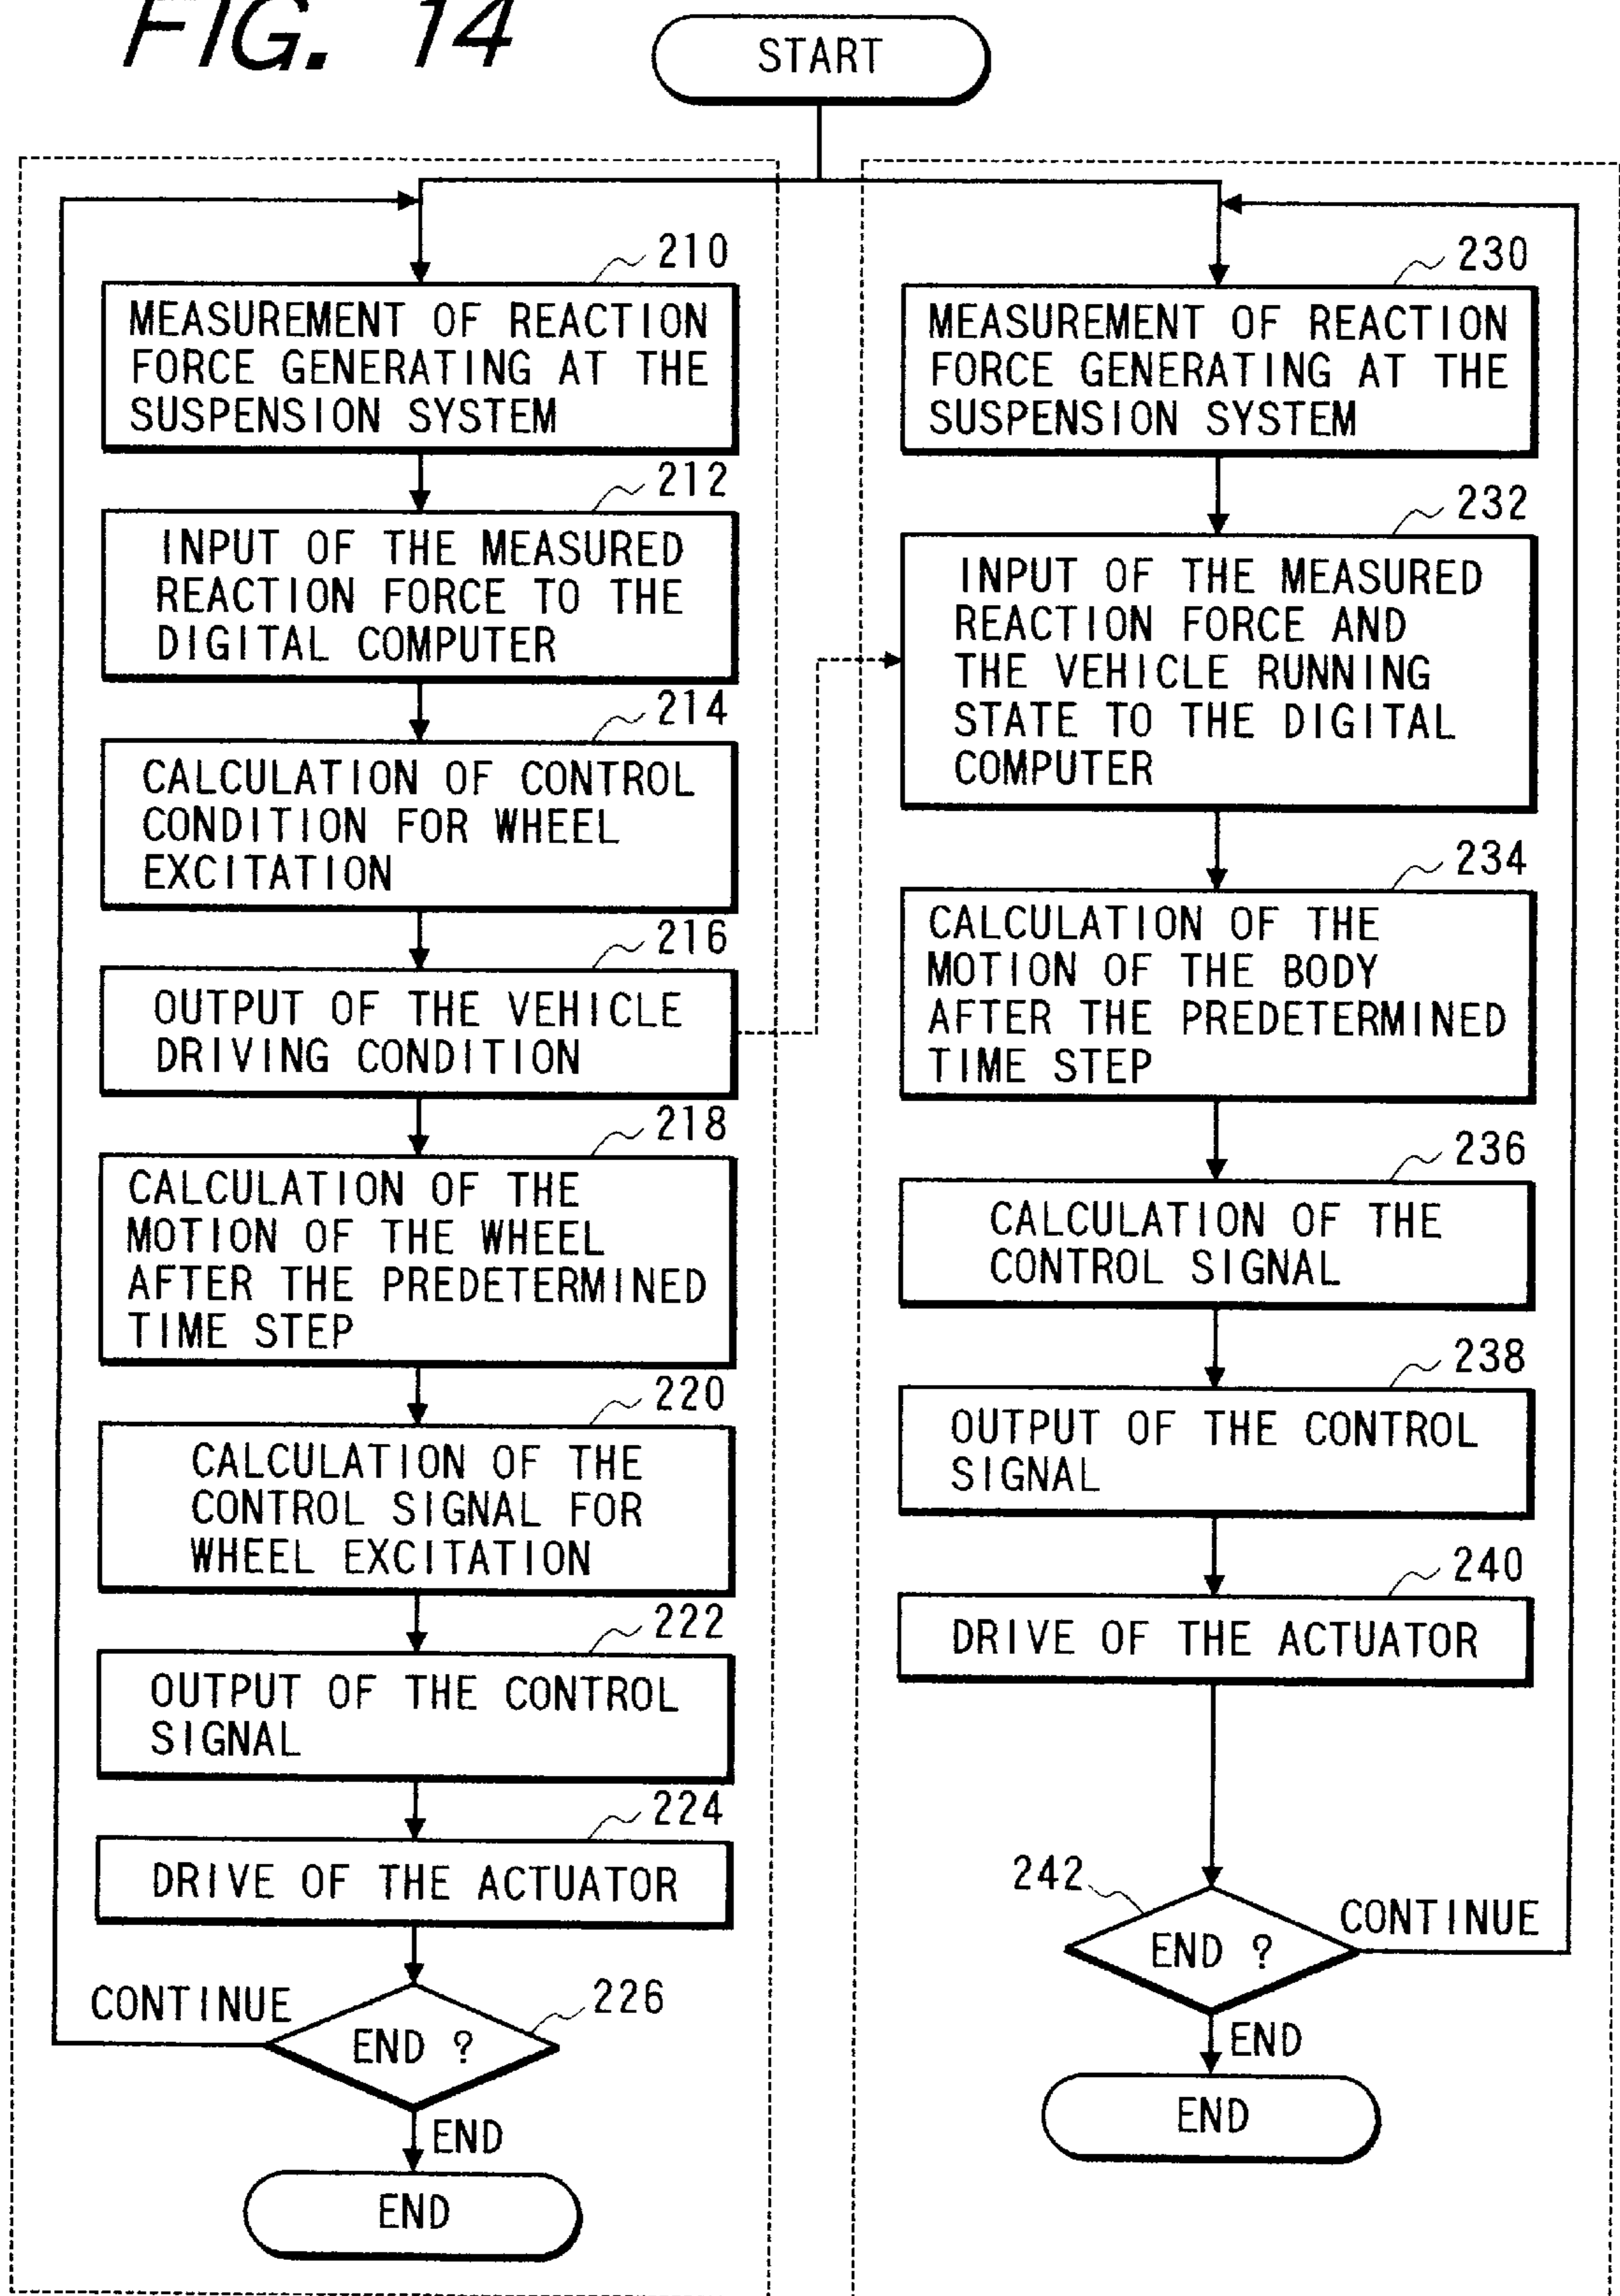 FIG. 14
START
210
MEASUREMENT OF REACTION
FORCE GENERATING AT THE
SUSPENSION SYSTEM
212
INPUT OF THE MEASURED
REACTION FORCE TO THE
DIGITAL COMPUTER
214
CALCULATION OF CONTROL
CONDITION FOR WHEEL
EXCITATION
216
OUTPUT OF THE VEHICLE
DRIVING CONDITION
218
CALCULATION OF THE
MOTION OF THE WHEEL
AFTER THE PREDETERMINED
TIME STEP
220
CALCULATION OF THE
CONTROL SIGNAL FOR
WHEEL EXCITATION
222
OUTPUT OF THE CONTROL
SIGNAL
224
DRIVE OF THE ACTUATOR
CONTINUE
226
END ?
END
END
230
MEASUREMENT OF REACTION
FORCE GENERATING AT THE
SUSPENSION SYSTEM
232
INPUT OF THE MEASURED
REACTION FORCE AND
THE VEHICLE RUNNING
STATE TO THE DIGITAL
COMPUTER
234
CALCULATION OF THE
MOTION OF THE BODY
AFTER THE PREDETERMINED
TIME STEP
236
CALCULATION OF THE
CONTROL SIGNAL
238
OUTPUT OF THE CONTROL
SIGNAL
240
DRIVE OF THE ACTUATOR
242
CONTINUE
END ?
END
END